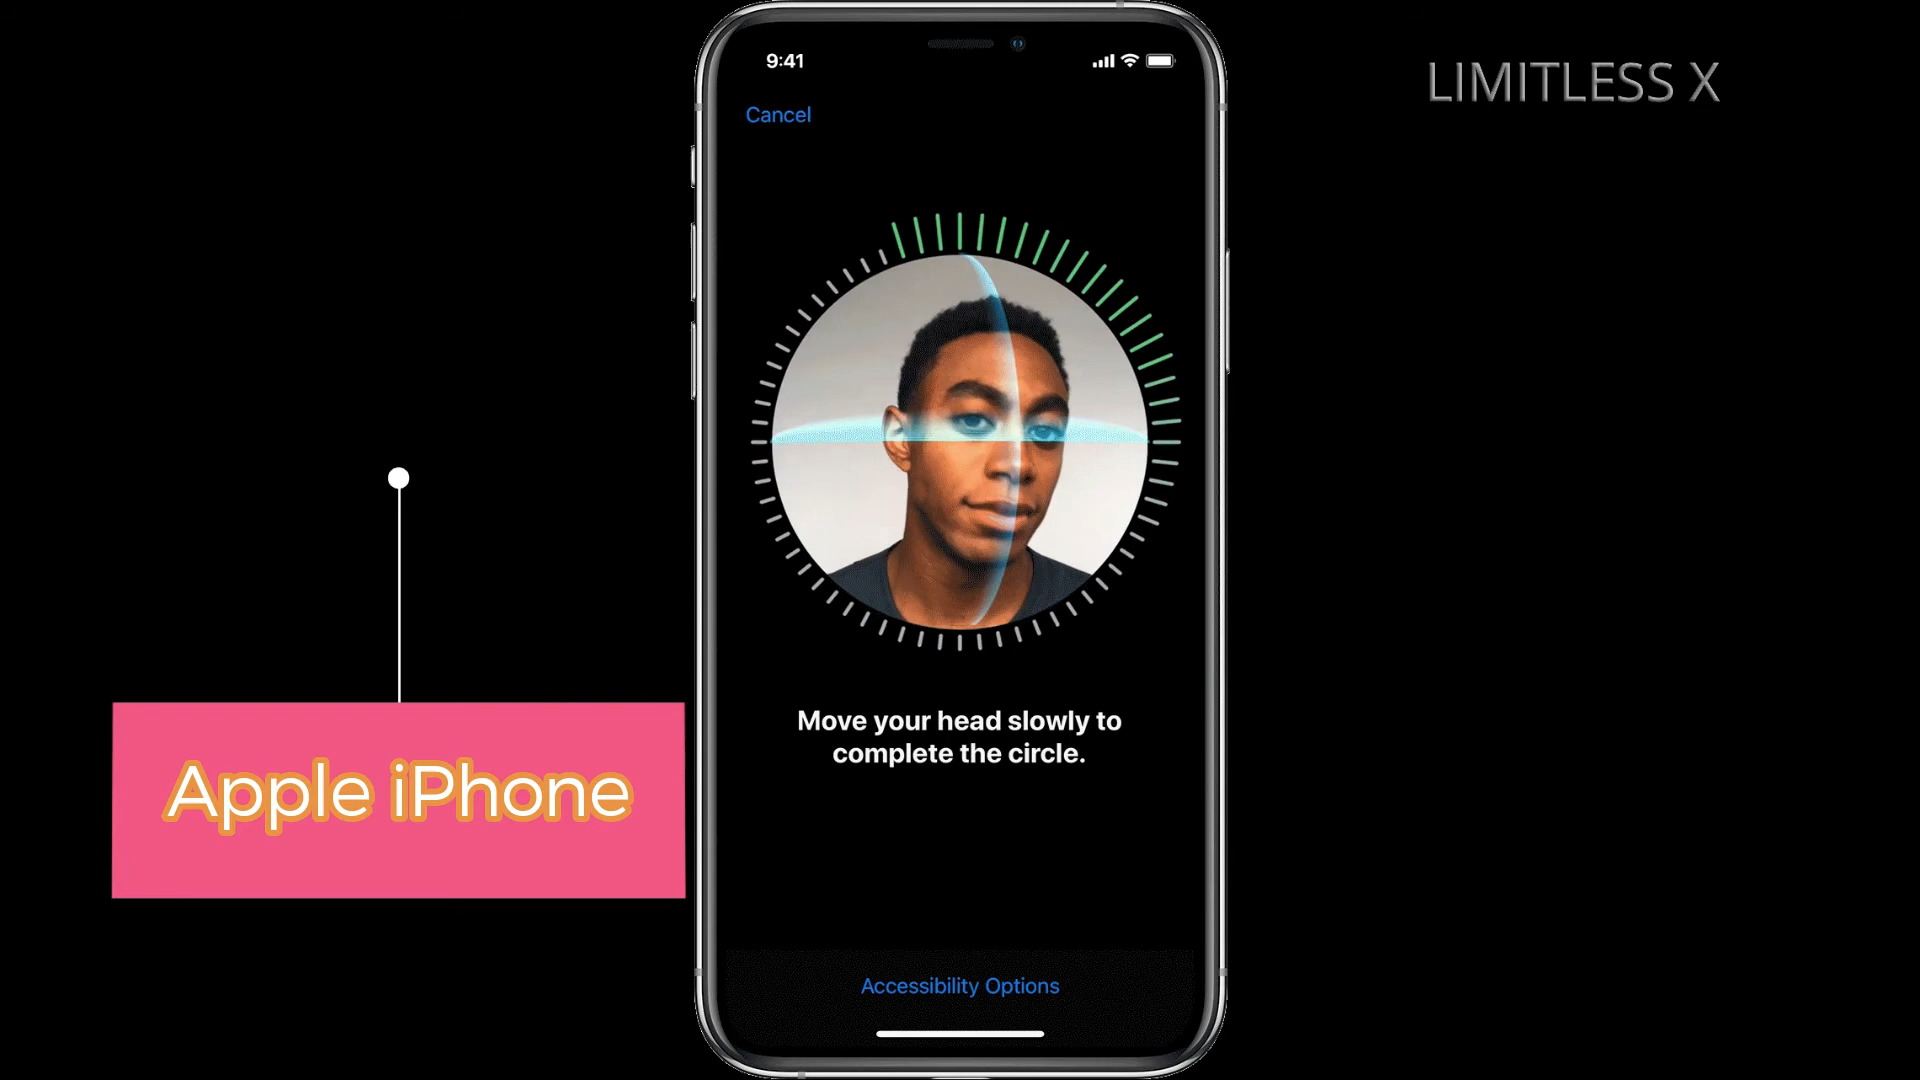 9:41
LIMITLESS X
Cancel
Move your head slowly to
complete the circle.
Apple iPhone
Accessibility Options